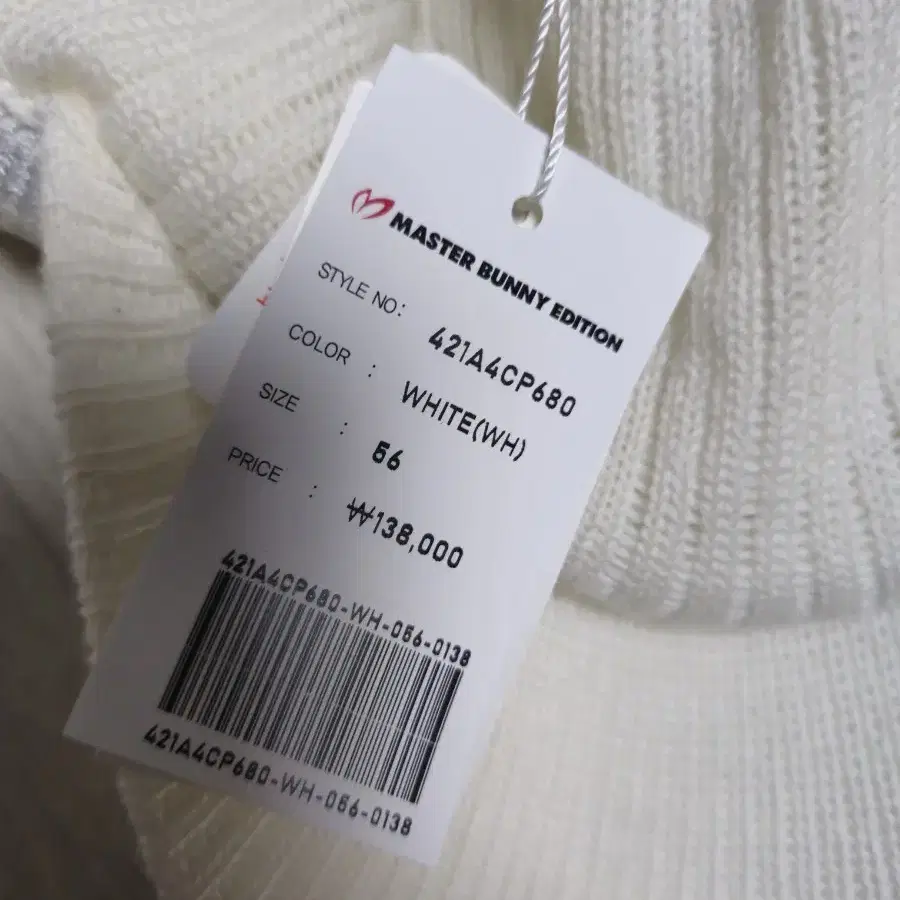 MASTER BUNNY EDITION
STYLE NO: 421A4CP680
COLOR : WHITE(WH)
SIZE : 56
PRICE : ₩138,000
421A4CP680-WH-056-0138
421A4CP680-WH-056-0138